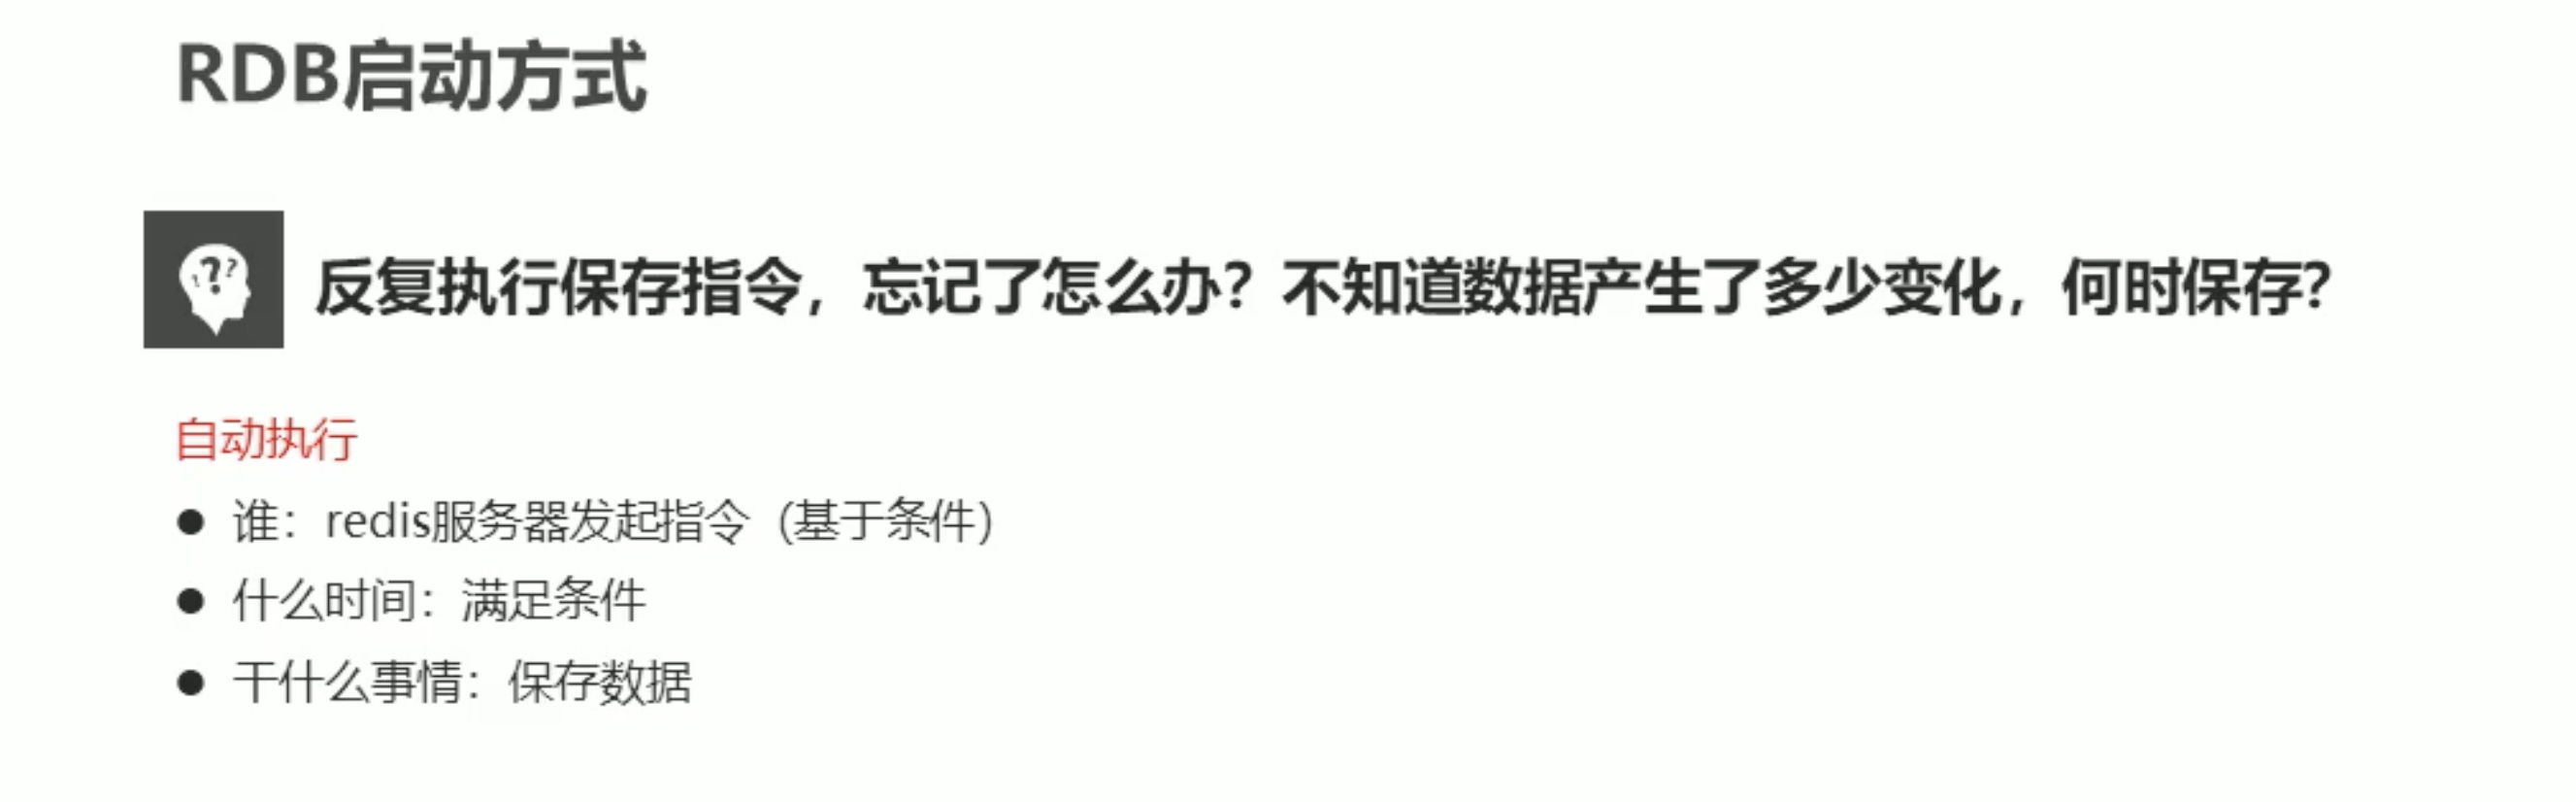 RDB启动方式
反复执行保存指令，忘记了怎么办？不知道数据产生了多少变化，何时保存？
自动执行
● 谁：redis服务器发起指令（基于条件）
● 什么时间：满足条件
● 干什么事情：保存数据